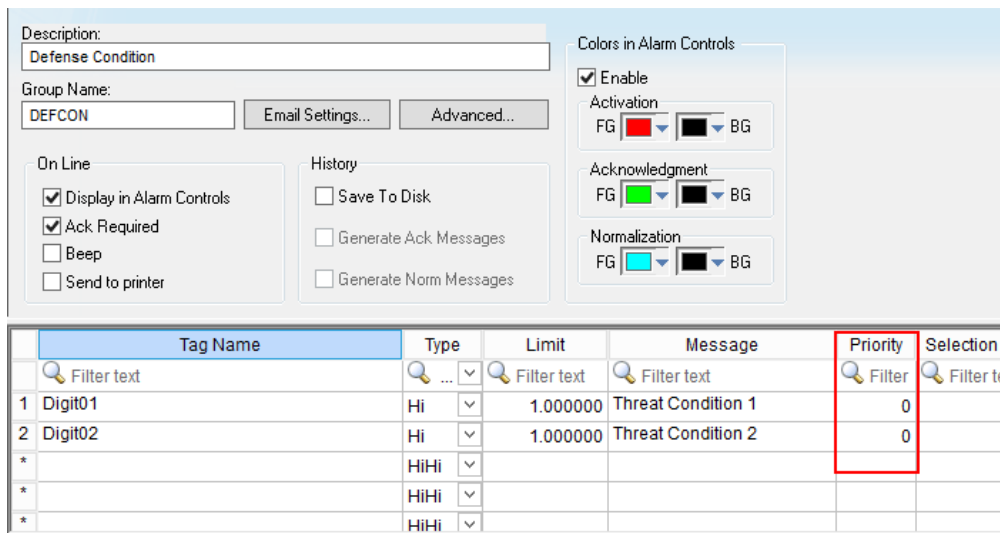 Description:
Defense Condition
Group Name:
DEFCON
Email Settings...
Advanced...
On Line
Display in Alarm Controls
Ack Required
Beep
Send to printer
History
Save To Disk
Generate Ack Messages
Generate Norm Messages
Colors in Alarm Controls
Enable
Activation
FG BG
Acknowledgment
FG BG
Normalization
FG BG
Tag Name Type Limit Message Priority Selection
Filter text ... Filter text Filter text Filter Filter
1 Digit01 Hi 1.000000 Threat Condition 1 0
2 Digit02 Hi 1.000000 Threat Condition 2 0
* HiHi
* HiHi
* HiHi